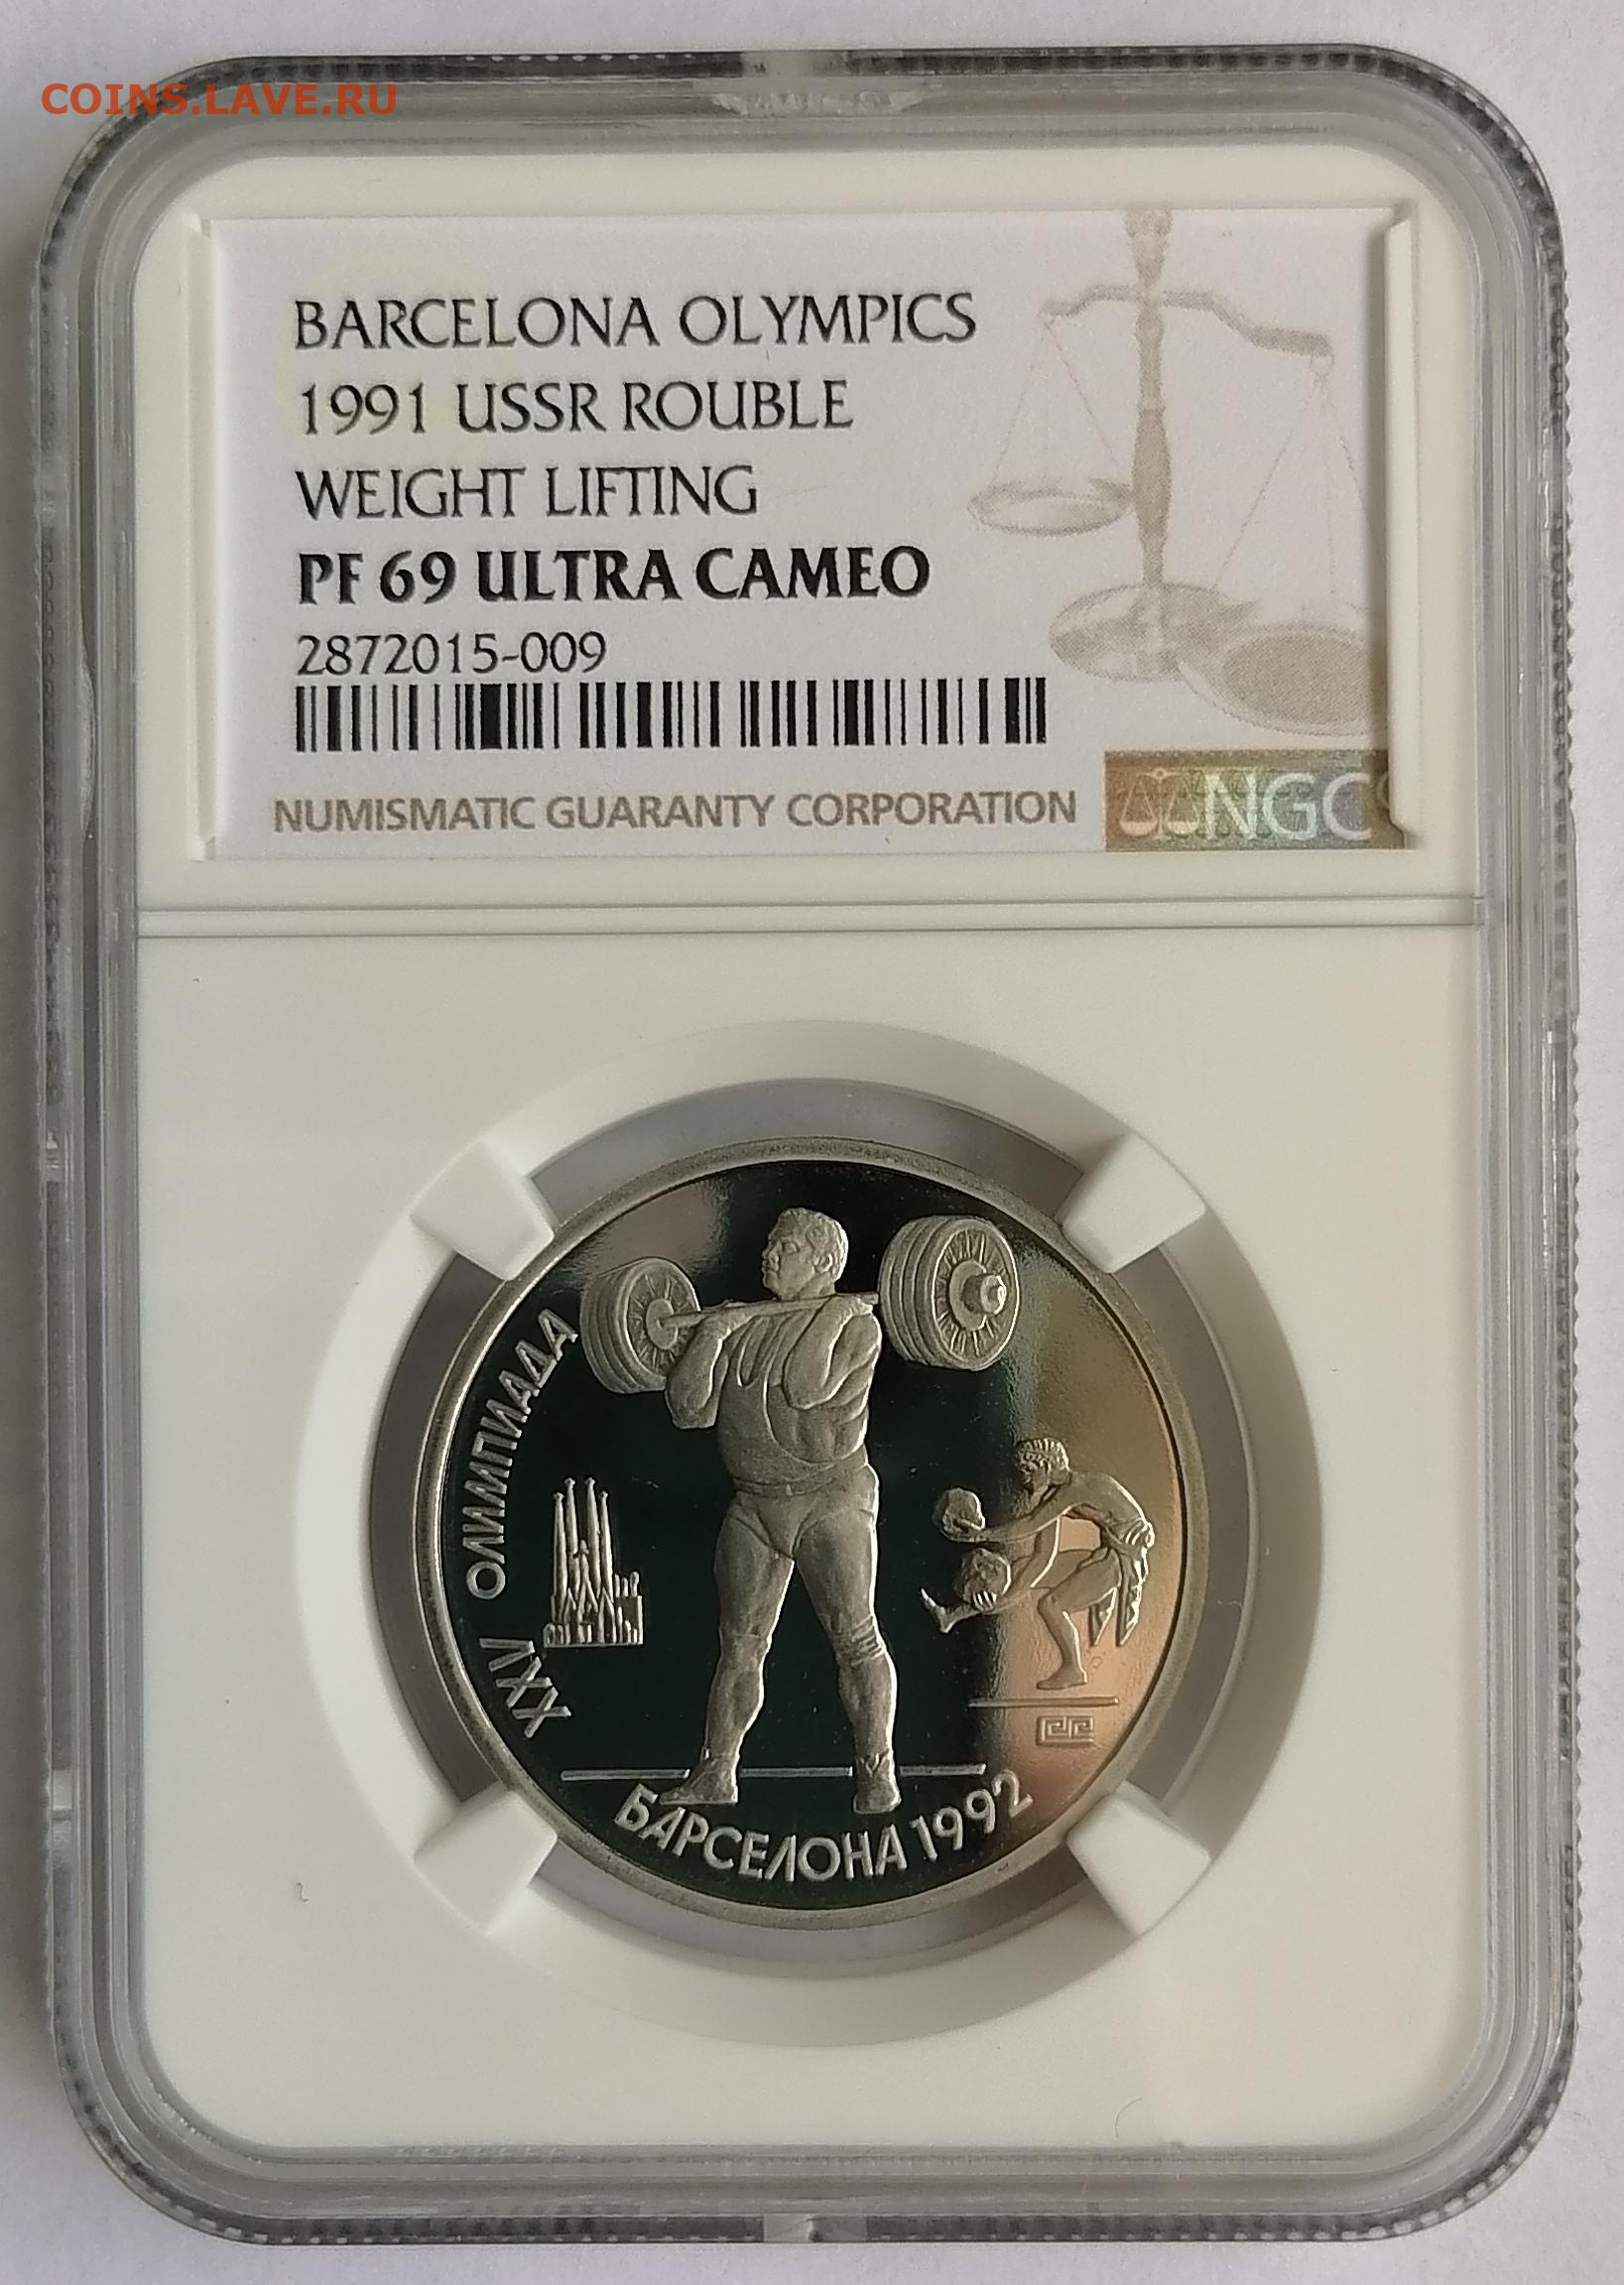 COINS.LAVE.RU
BARCELONA OLYMPICS
1991 USSR ROUBLE
WEIGHT LIFTING
PF 69 ULTRA CAMEO
2872015-009
NUMISMATIC GUARANTY CORPORATION
NGC
XXV ОЛИМПИАДА
БАРСЕЛОНА 1992